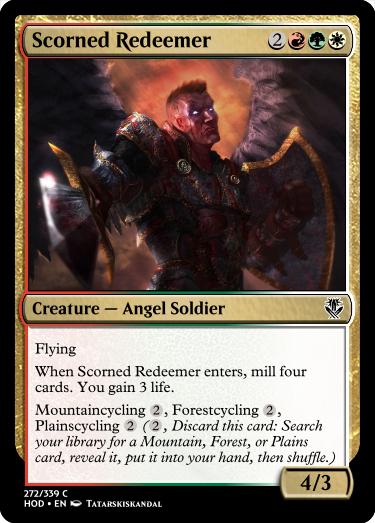 Scorned Redeemer 2
Creature — Angel Soldier
Flying
When Scorned Redeemer enters, mill four
cards. You gain 3 life.
Mountaincycling 2, Forestcycling 2,
Plainscycling 2 (2, Discard this card: Search
your library for a Mountain, Forest, or Plains
card, reveal it, put it into your hand, then shuffle.)
4/3
272/339 C
HOD • EN Tatarskiskandal